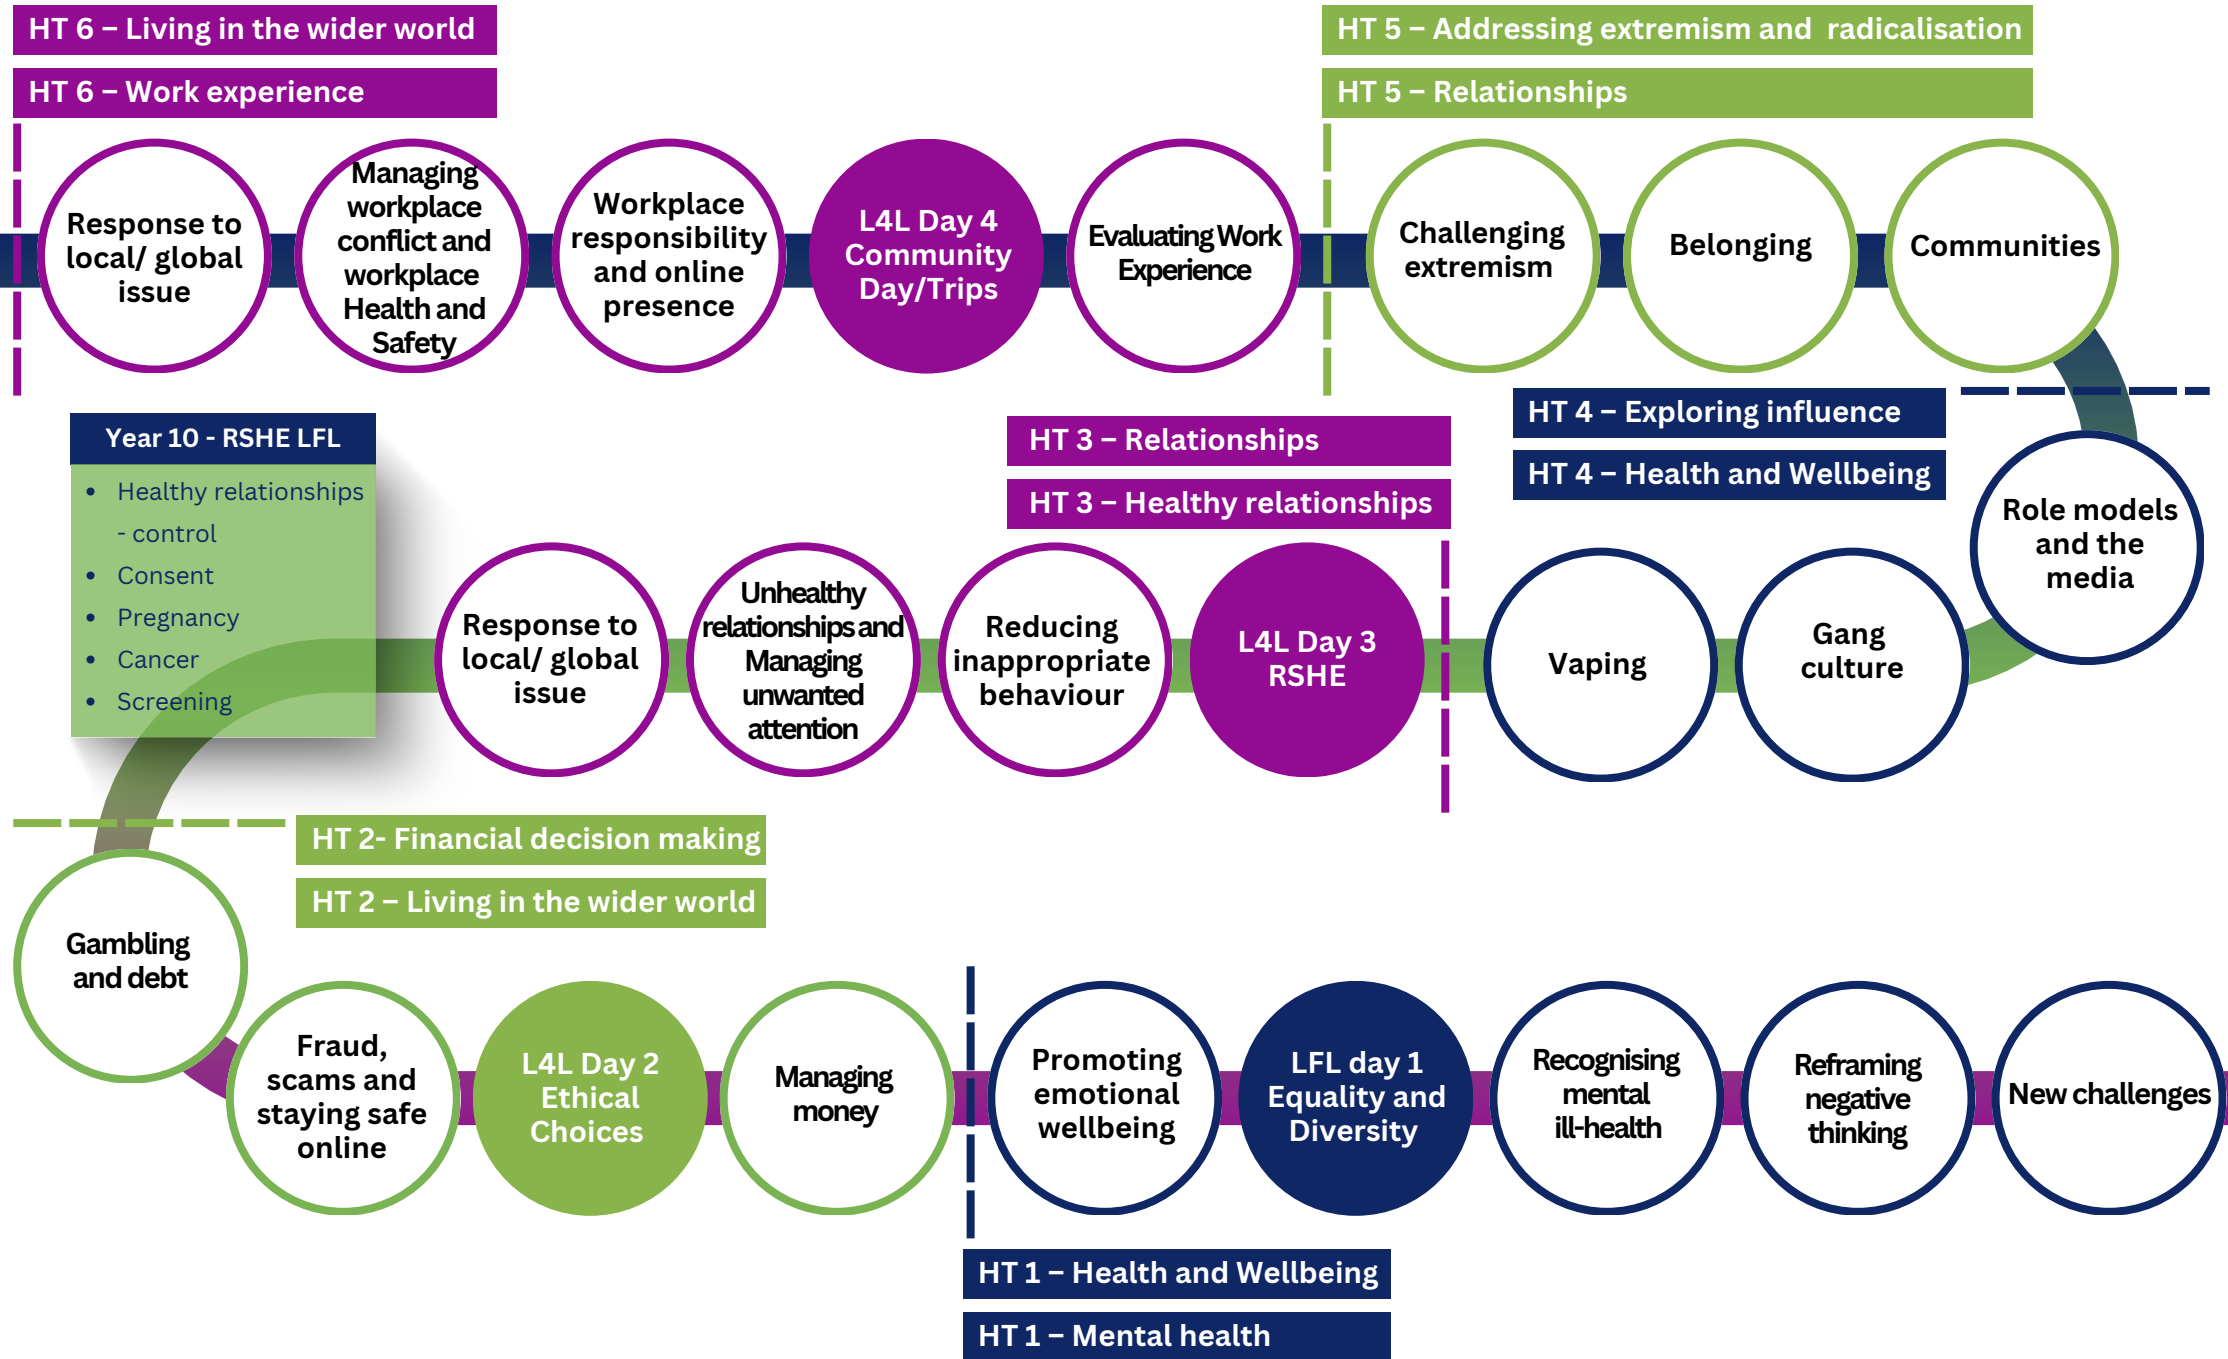 HT 6 – Living in the wider world
HT 6 – Work experience
HT 5 – Addressing extremism and  radicalisation
HT 5 – Relationships
Response to
local/ global
issue
Managing
workplace
conflict and
workplace
Health and
Safety
Workplace
responsibility
and online
presence
L4L Day 4
Community
Day/Trips
Evaluating Work
Experience
Challenging
extremism
Belonging
Communities
Year 10 - RSHE LFL
• Healthy relationships
- control
• Consent
• Pregnancy
• Cancer
• Screening
HT 3 – Relationships
HT 3 – Healthy relationships
HT 4 – Exploring influence
HT 4 – Health and Wellbeing
Response to
local/ global
issue
Unhealthy
relationships and
Managing
unwanted
attention
Reducing
inappropriate
behaviour
L4L Day 3
RSHE
Vaping
Gang
culture
Role models
and the
media
HT 2- Financial decision making
HT 2 – Living in the wider world
Gambling
and debt
Fraud,
scams and
staying safe
online
L4L Day 2
Ethical
Choices
Managing
money
Promoting
emotional
wellbeing
LFL day 1
Equality and
Diversity
Recognising
mental
ill-health
Reframing
negative
thinking
New challenges
HT 1 – Health and Wellbeing
HT 1 – Mental health